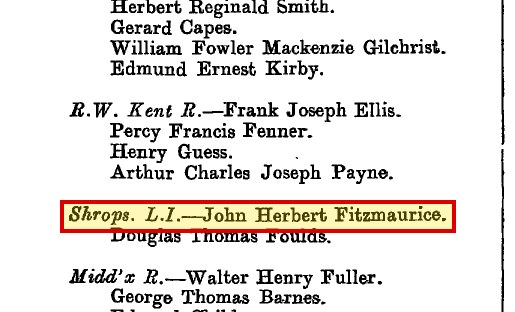 Herbert Reginald Smith.
Gerard Capes.
William Fowler Mackenzie Gilchrist.
Edmund Ernest Kirby.
R.W. Kent R.—Frank Joseph Ellis.
Percy Francis Fenner.
Henry Guess.
Arthur Charles Joseph Payne.
Shrops. L.I.—John Herbert Fitzmaurice.
Douglas Thomas Foulds.
Midd'x R.—Walter Henry Fuller.
George Thomas Barnes.